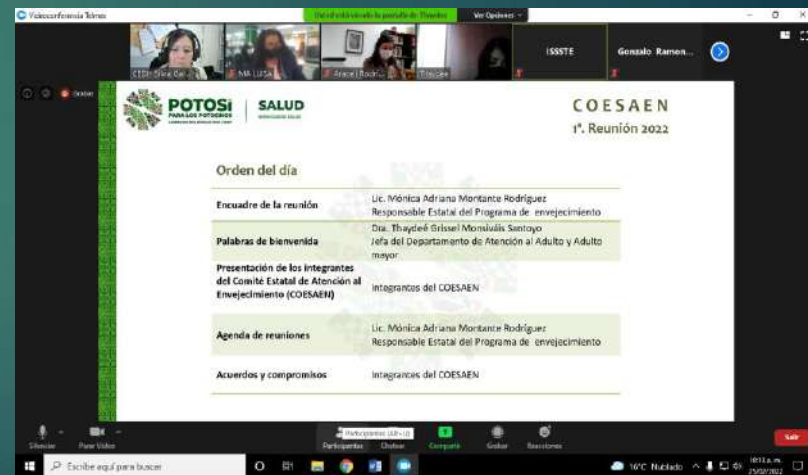 Videoconferencia Telmex
Ver Opciones
MA LUISA
Thaydee
ISSSTE
Gonzalo Ramon...
POTOSÍ
PARA LOS POTOSINOS
SALUD
COESAEN
1ª. Reunión 2022
Orden del día
Encuadre de la reunión
Lic. Mónica Adriana Montante Rodríguez
Responsable Estatal del Programa de envejecimiento
Palabras de bienvenida
Dra. Thaydeé Grissel Monsiváis Santoyo
Jefa del Departamento de Atención al Adulto y Adulto
mayor
Presentación de los integrantes
del Comité Estatal de Atención al
Envejecimiento (COESAEN)
Integrantes del COESAEN
Agenda de reuniones
Lic. Mónica Adriana Montante Rodríguez
Responsable Estatal del Programa de envejecimiento
Acuerdos y compromisos
Integrantes del COESAEN
Silenciar
Parar Video
Participantes
Chatear
Compartir
Grabar
Reacciones
Salir
Escribe aquí para buscar
16°C Nublado
25/02/2022